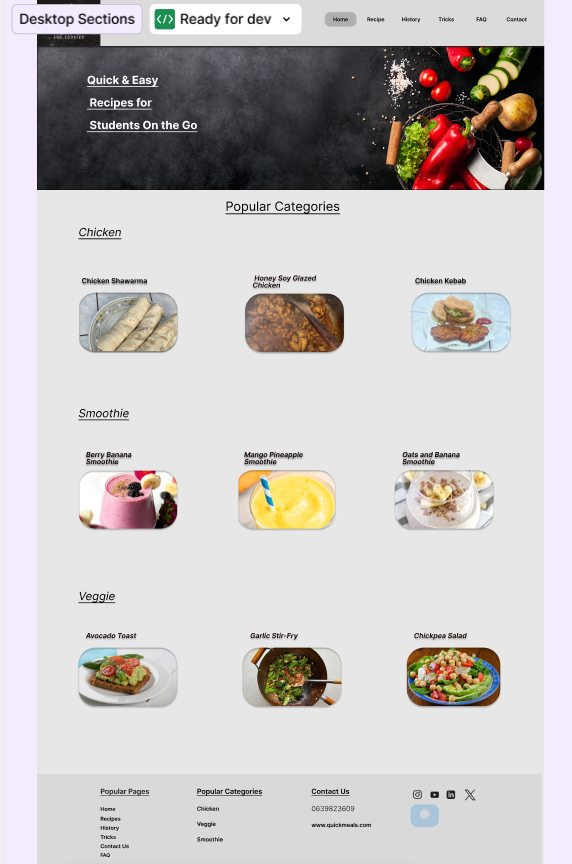 Desktop Sections
Ready for dev
Home Recipe History Tricks FAQ Contact
Quick & Easy
Recipes for
Students On the Go
Popular Categories
Chicken
Chicken Shawarma
Honey Soy Glazed
Chicken
Chicken Kebab
Smoothie
Berry Banana
Smoothie
Mango Pineapple
Smoothie
Oats and Banana
Smoothie
Veggie
Avocado Toast
Garlic Stir-Fry
Chickpea Salad
Popular Pages
Home
Recipes
History
Tricks
Contact Us
FAQ
Popular Categories
Chicken
Veggie
Smoothie
Contact Us
0639823609
www.quickmeals.com